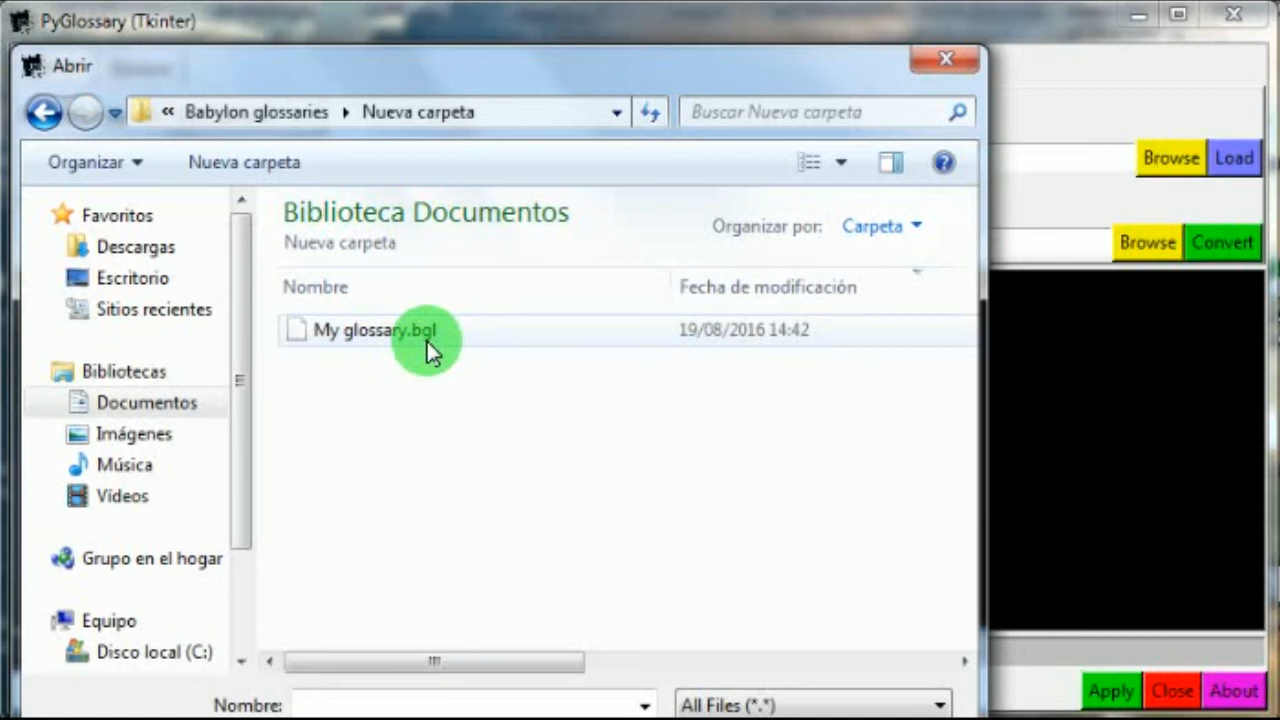 PyGlossary (Tkinter)
Abrir
« Babylon glossaries Nueva carpeta
Buscar Nueva carpeta
Organizar
Nueva carpeta
Browse
Load
Browse
Convert
Favoritos
Descargas
Escritorio
Sitios recientes
Bibliotecas
Documentos
Imágenes
Música
Vídeos
Grupo en el hogar
Equipo
Disco local (C:)
Biblioteca Documentos
Nueva carpeta
Organizar por: Carpeta
Nombre
Fecha de modificación
My glossary.bgl
19/08/2016 14:42
Nombre:
All Files (*.*)
Apply
Close
About